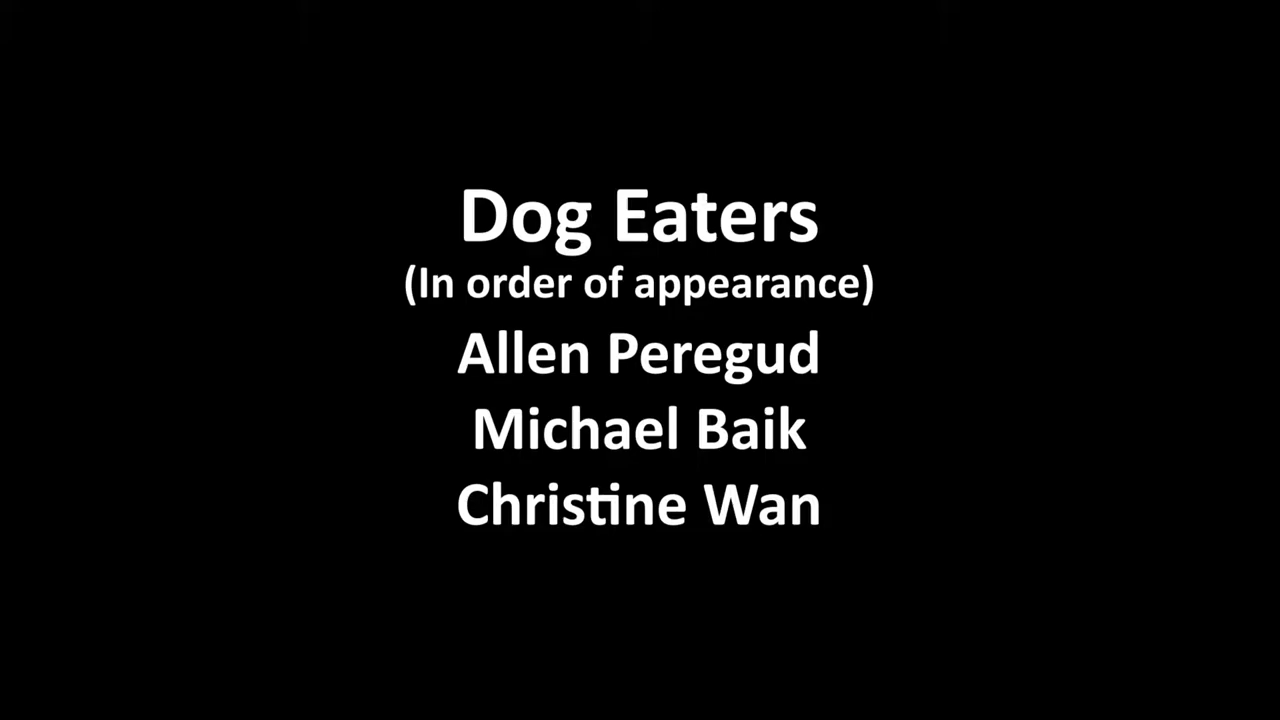 Dog Eaters
(In order of appearance)
Allen Peregud
Michael Baik
Christine Wan